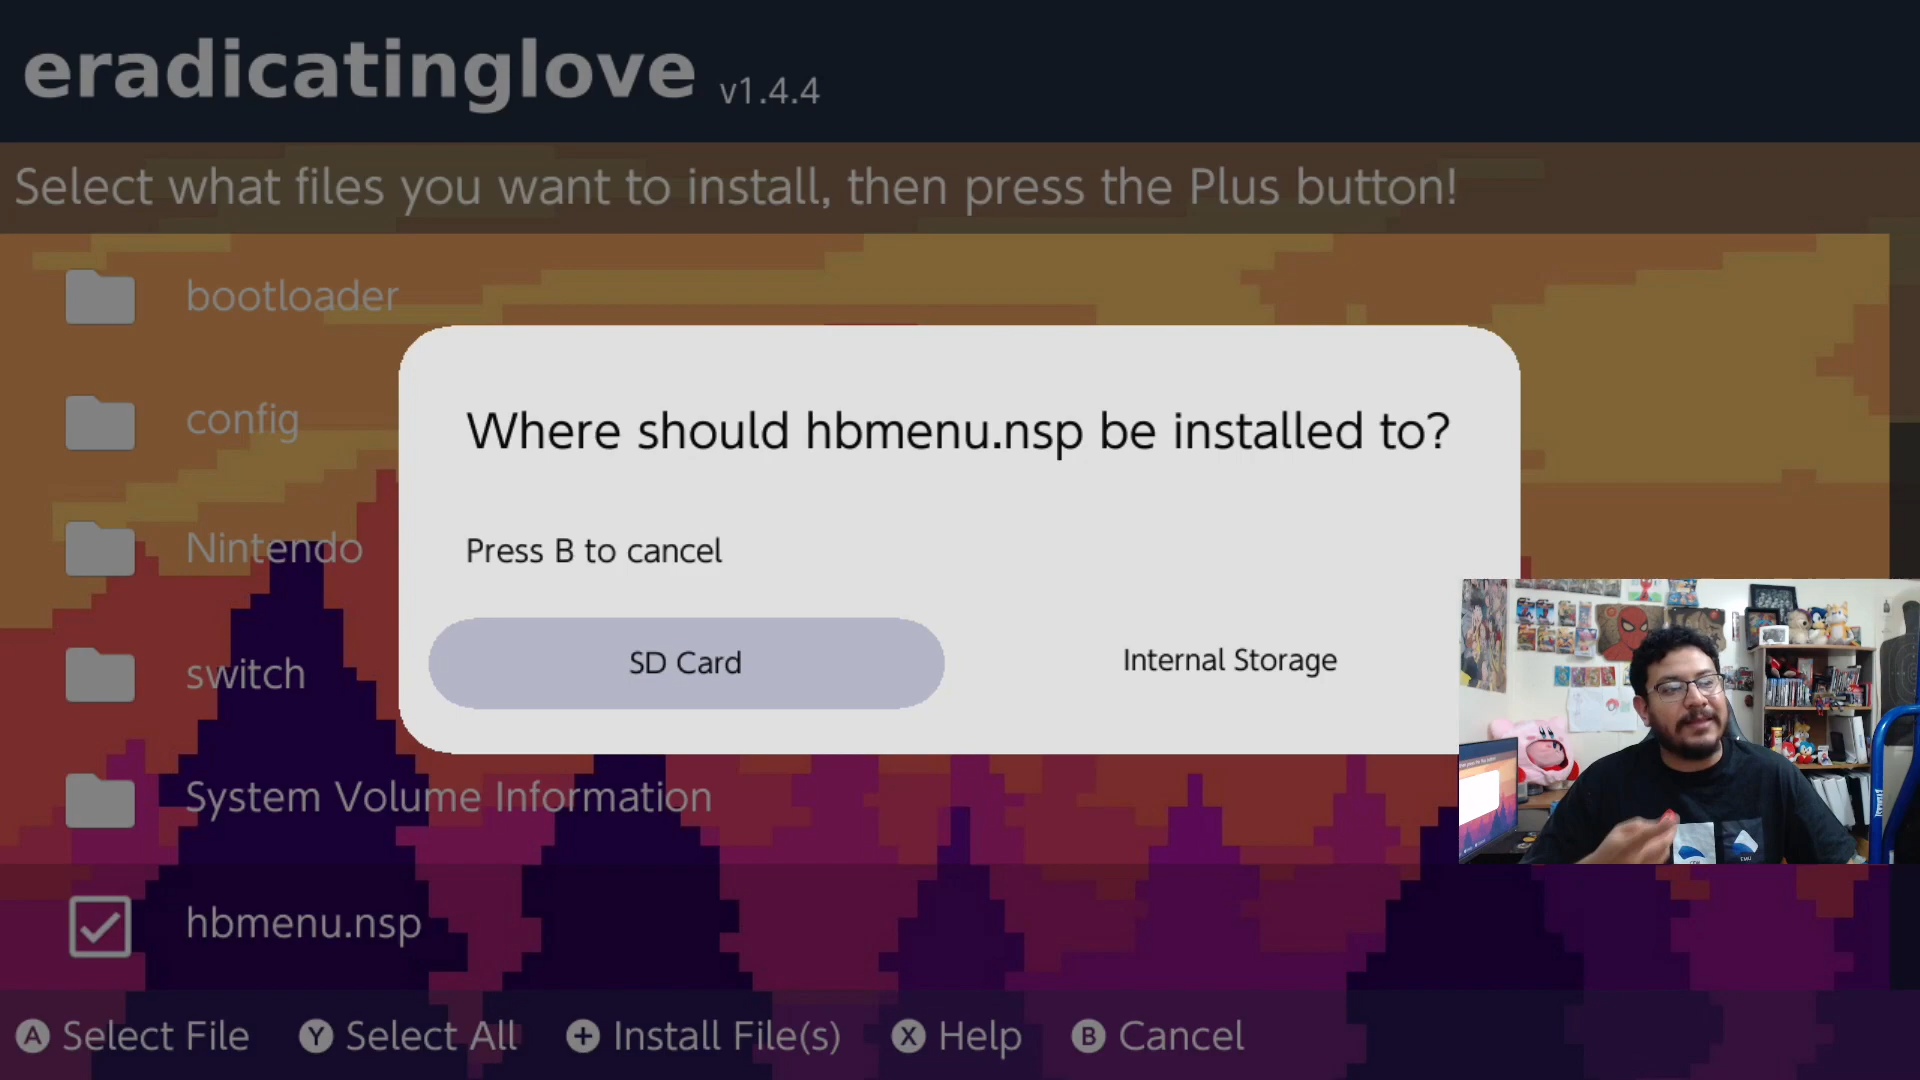 eradicatinglove v1.4.4
Select what files you want to install, then press the Plus button!
bootloader
config
Nintendo
switch
System Volume Information
hbmenu.nsp
Where should hbmenu.nsp be installed to?
Press B to cancel
SD Card
Internal Storage
A Select File
Y Select All
+ Install File(s)
X Help
B Cancel